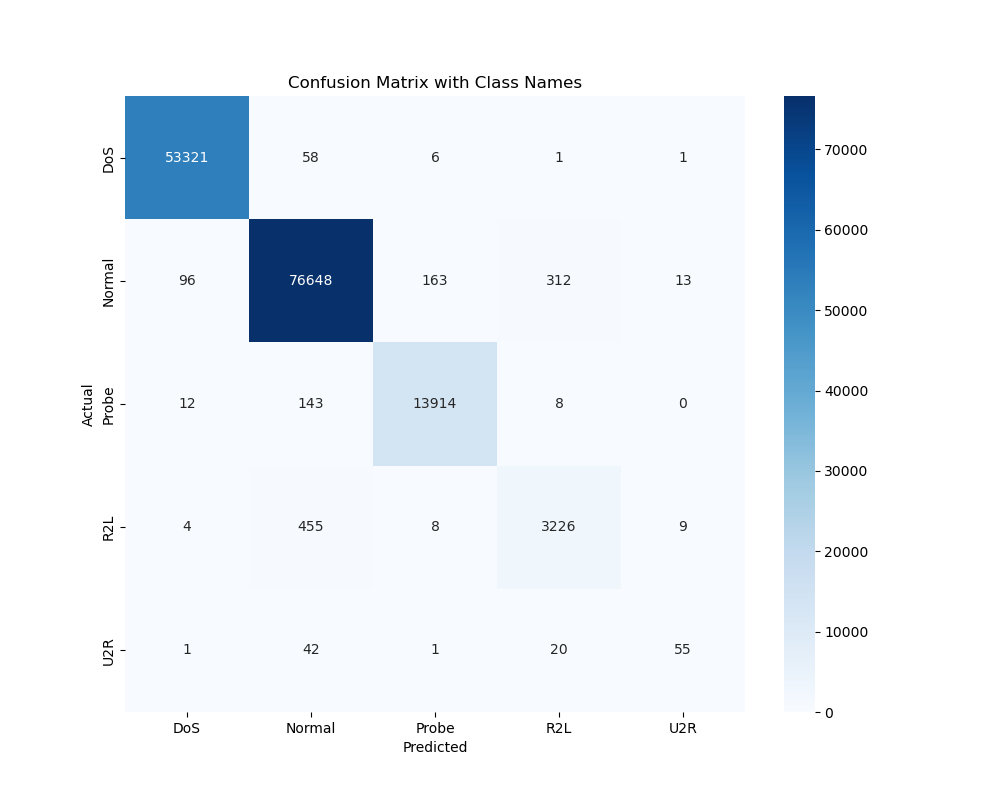 Confusion Matrix with Class Names
DoS 53321 58 6 1 1
Normal 96 76648 163 312 13
Probe 12 143 13914 8 0
R2L 4 455 8 3226 9
U2R 1 42 1 20 55
DoS Normal Probe R2L U2R
Predicted
Actual
70000
60000
50000
40000
30000
20000
10000
0